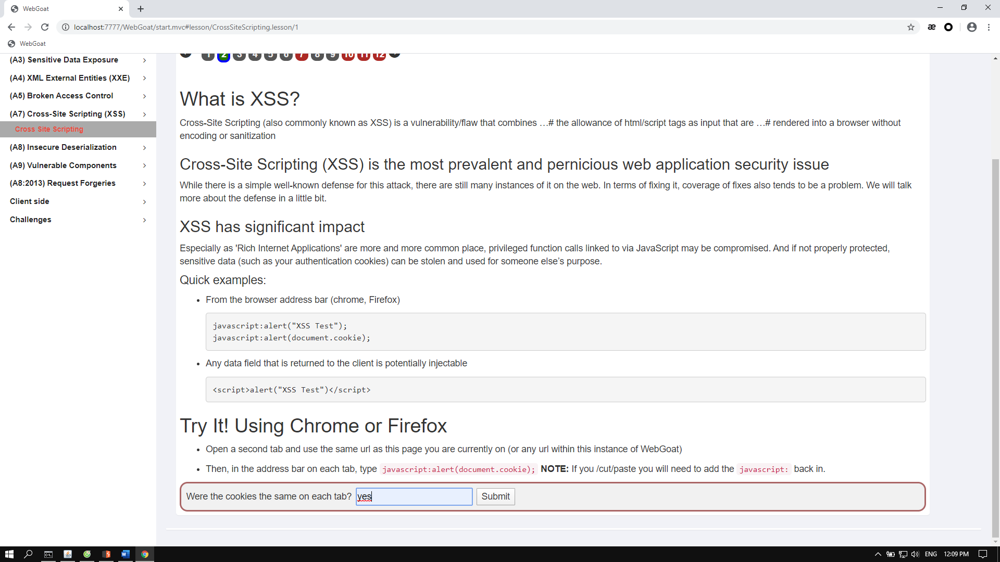 WebGoat
localhost:7777/WebGoat/start.mvc#lesson/CrossSiteScripting.lesson/1
WebGoat
1 2 3 4 5 6 7 8 9 10 11 12
(A3) Sensitive Data Exposure
(A4) XML External Entities (XXE)
(A5) Broken Access Control
(A7) Cross-Site Scripting (XSS)
Cross Site Scripting
(A8) Insecure Deserialization
(A9) Vulnerable Components
(A8:2013) Request Forgeries
Client side
Challenges
What is XSS?
Cross-Site Scripting (also commonly known as XSS) is a vulnerability/flaw that combines …# the allowance of html/script tags as input that are …# rendered into a browser without
encoding or sanitization
Cross-Site Scripting (XSS) is the most prevalent and pernicious web application security issue
While there is a simple well-known defense for this attack, there are still many instances of it on the web. In terms of fixing it, coverage of fixes also tends to be a problem. We will talk
more about the defense in a little bit.
XSS has significant impact
Especially as 'Rich Internet Applications' are more and more common place, privileged function calls linked to via JavaScript may be compromised. And if not properly protected,
sensitive data (such as your authentication cookies) can be stolen and used for someone else’s purpose.
Quick examples:
From the browser address bar (chrome, Firefox)
javascript:alert("XSS Test");
javascript:alert(document.cookie);
Any data field that is returned to the client is potentially injectable
<script>alert("XSS Test")</script>
Try It! Using Chrome or Firefox
Open a second tab and use the same url as this page you are currently on (or any url within this instance of WebGoat)
Then, in the address bar on each tab, type javascript:alert(document.cookie); NOTE: If you /cut/paste you will need to add the javascript: back in.
Were the cookies the same on each tab? yes Submit
ENG 12:09 PM